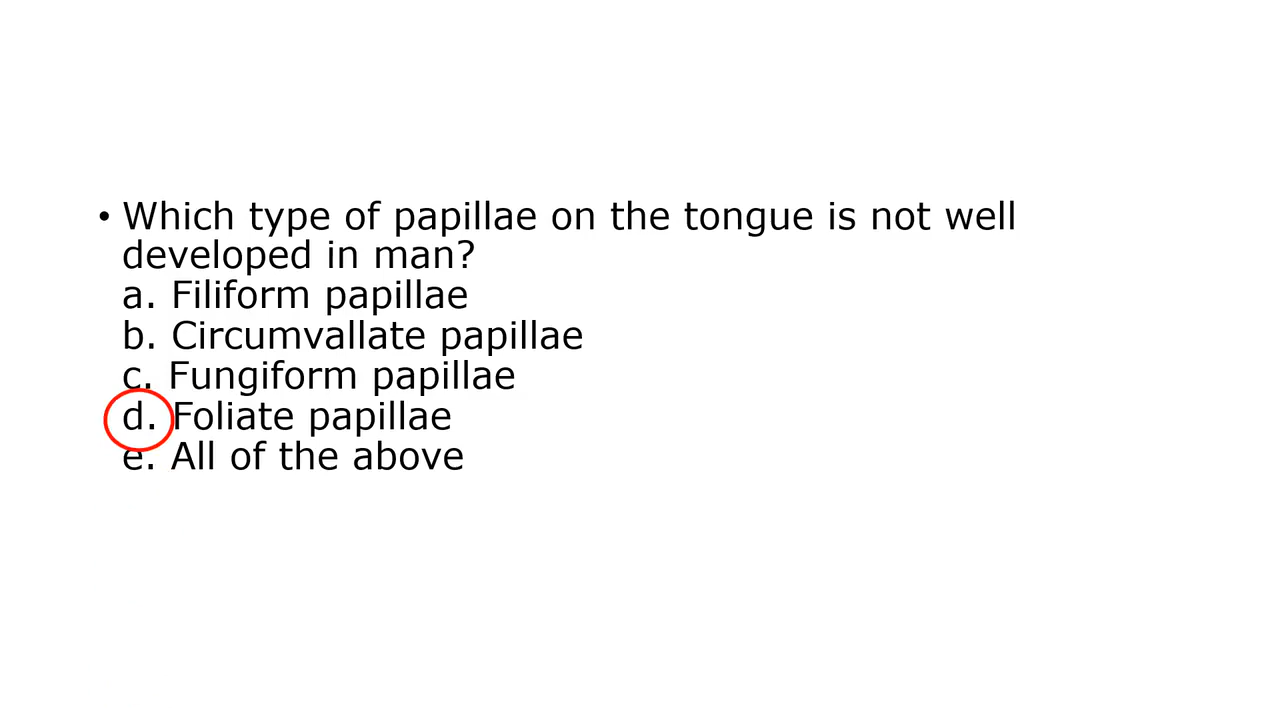 • Which type of papillae on the tongue is not well
developed in man?
a. Filiform papillae
b. Circumvallate papillae
c. Fungiform papillae
d. Foliate papillae
e. All of the above